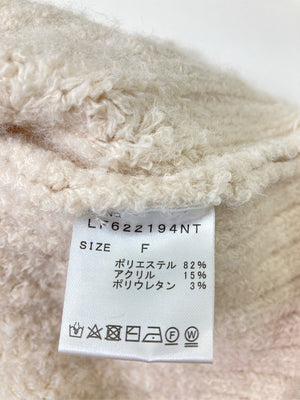 LF622194NT
SIZE F
ポリエステル 82%
アクリル 15%
ポリウレタン 3%
F W